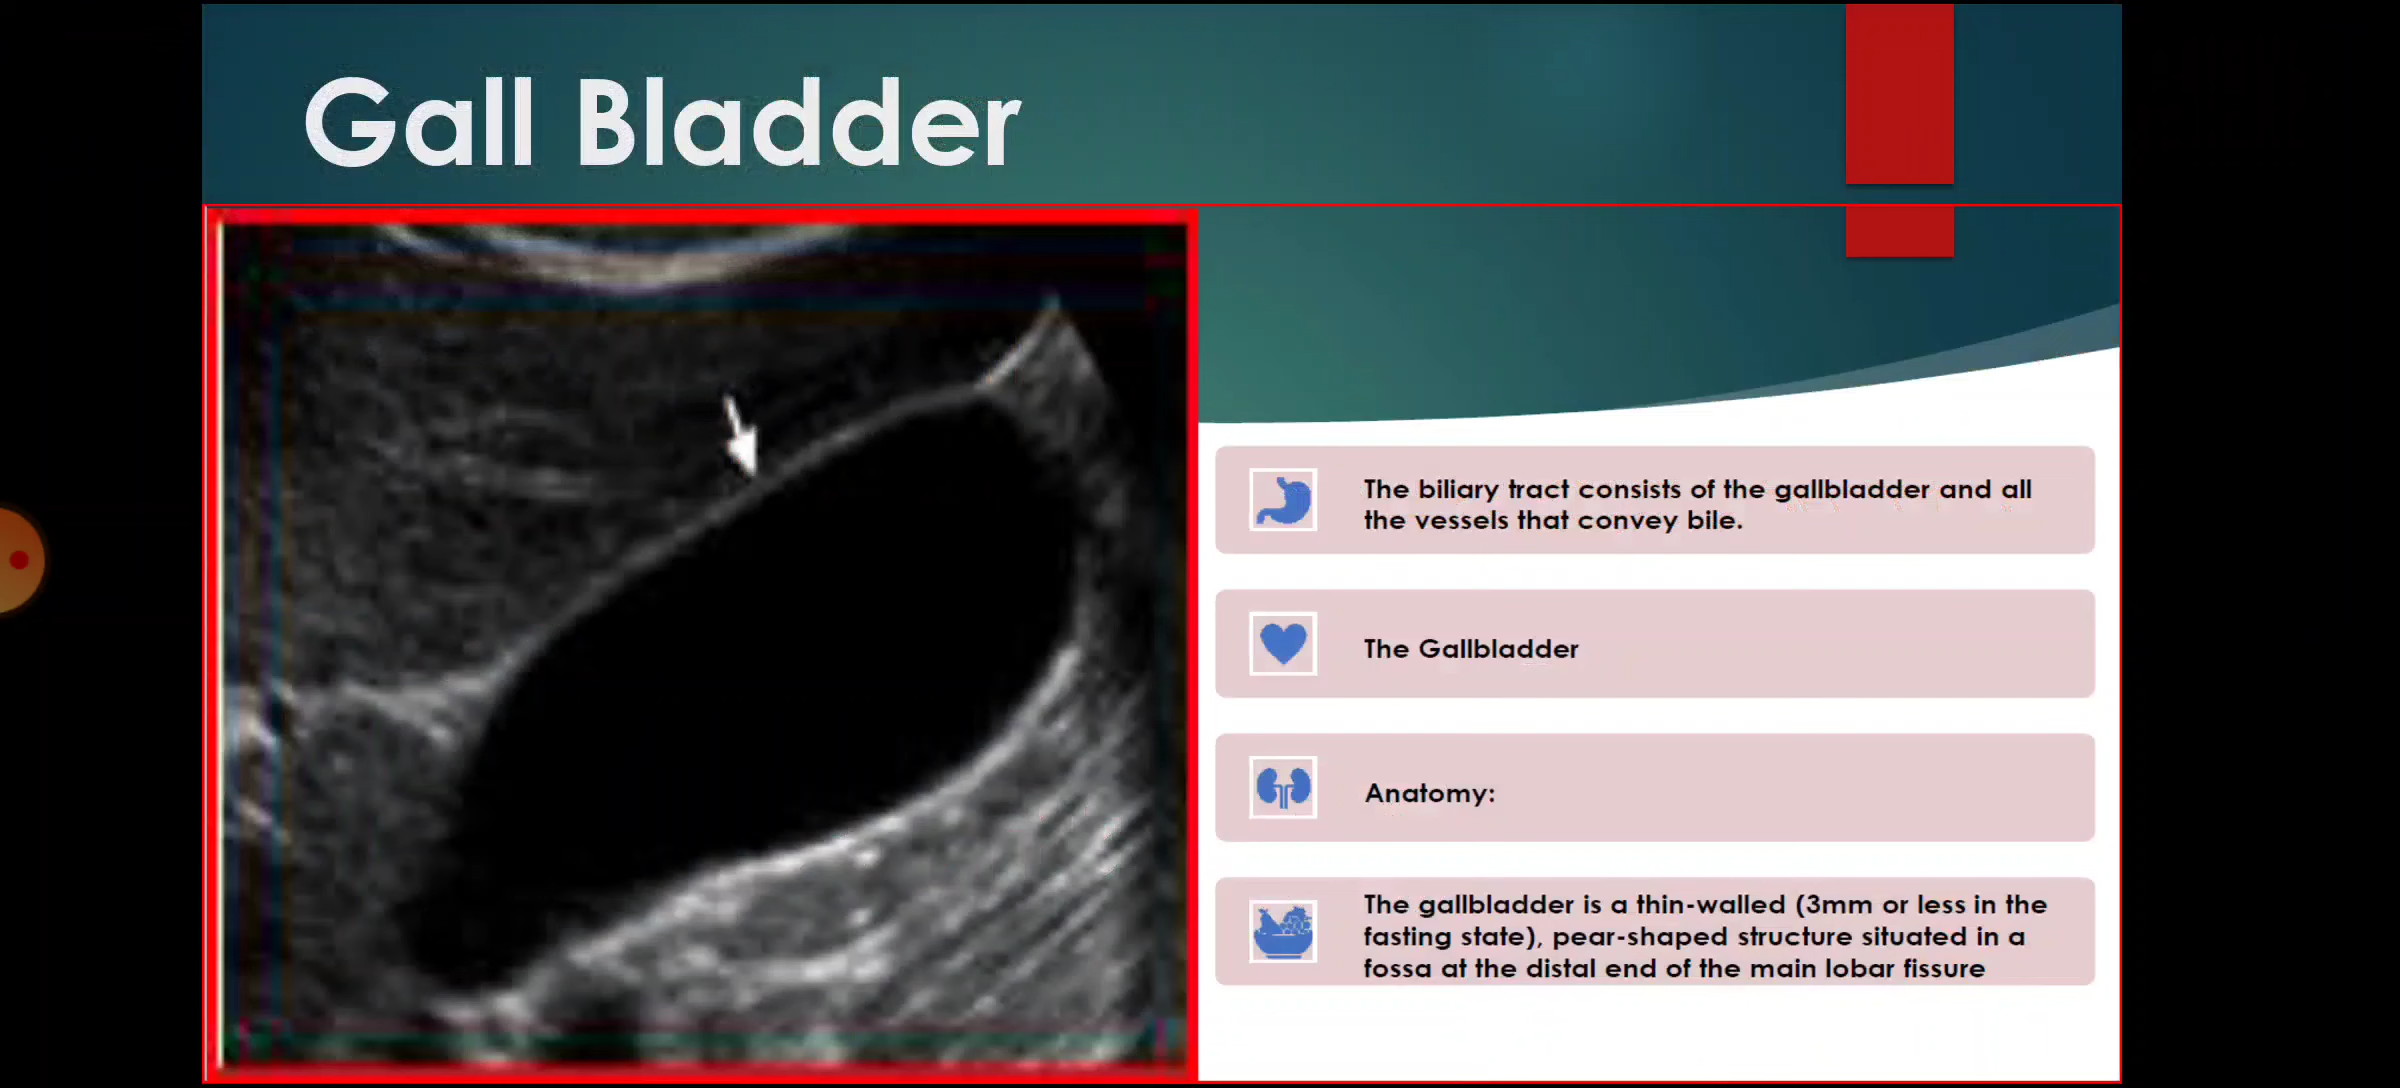 Gall Bladder
The biliary tract consists of the gallbladder and all
the vessels that convey bile.
The Gallbladder
Anatomy:
The gallbladder is a thin-walled (3mm or less in the
fasting state), pear-shaped structure situated in a
fossa at the distal end of the main lobar fissure